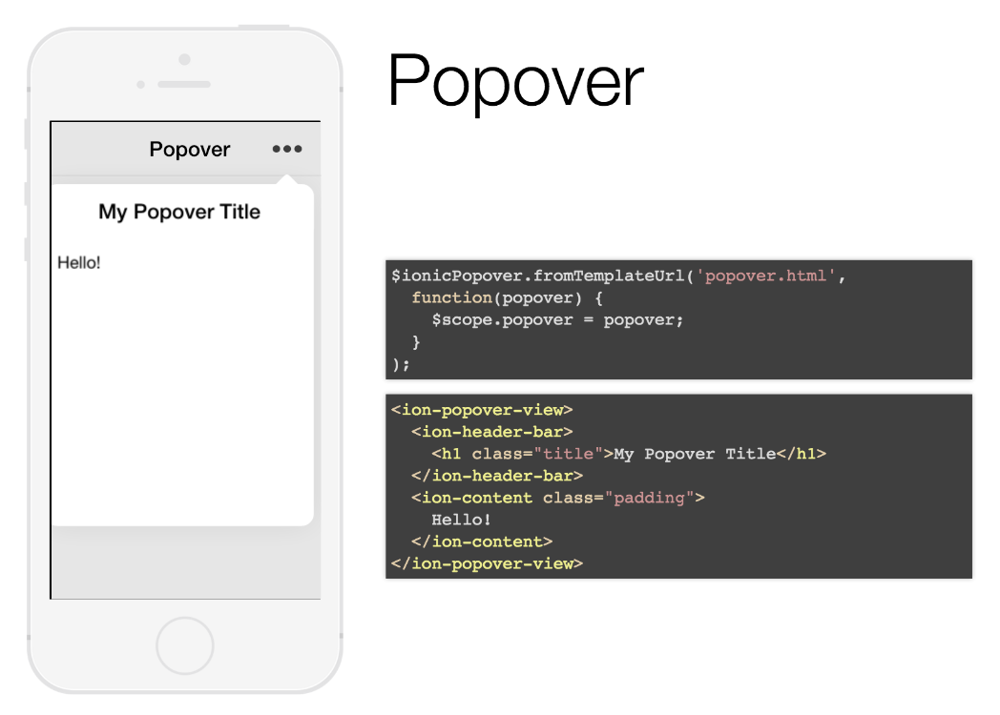 Popover
Popover •••
My Popover Title
Hello!
$ionicPopover.fromTemplateUrl('popover.html',
  function(popover) {
    $scope.popover = popover;
  }
);
<ion-popover-view>
  <ion-header-bar>
    <h1 class="title">My Popover Title</h1>
  </ion-header-bar>
  <ion-content class="padding">
    Hello!
  </ion-content>
</ion-popover-view>